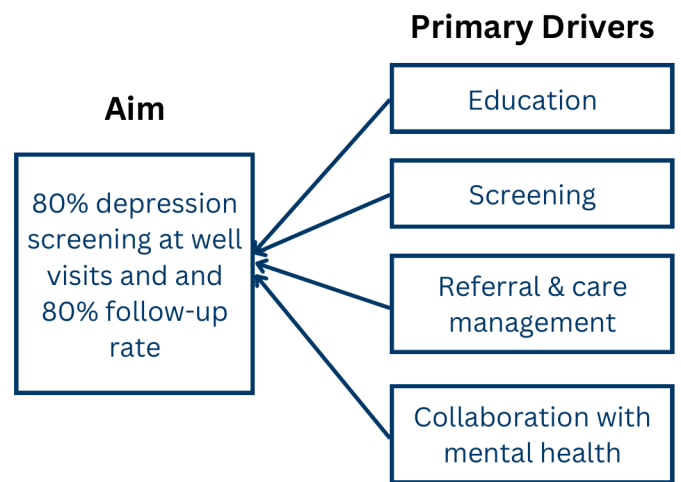 Primary Drivers
Aim
Education
Screening
Referral & care
management
Collaboration with
mental health
80% depression
screening at well
visits and and
80% follow-up
rate